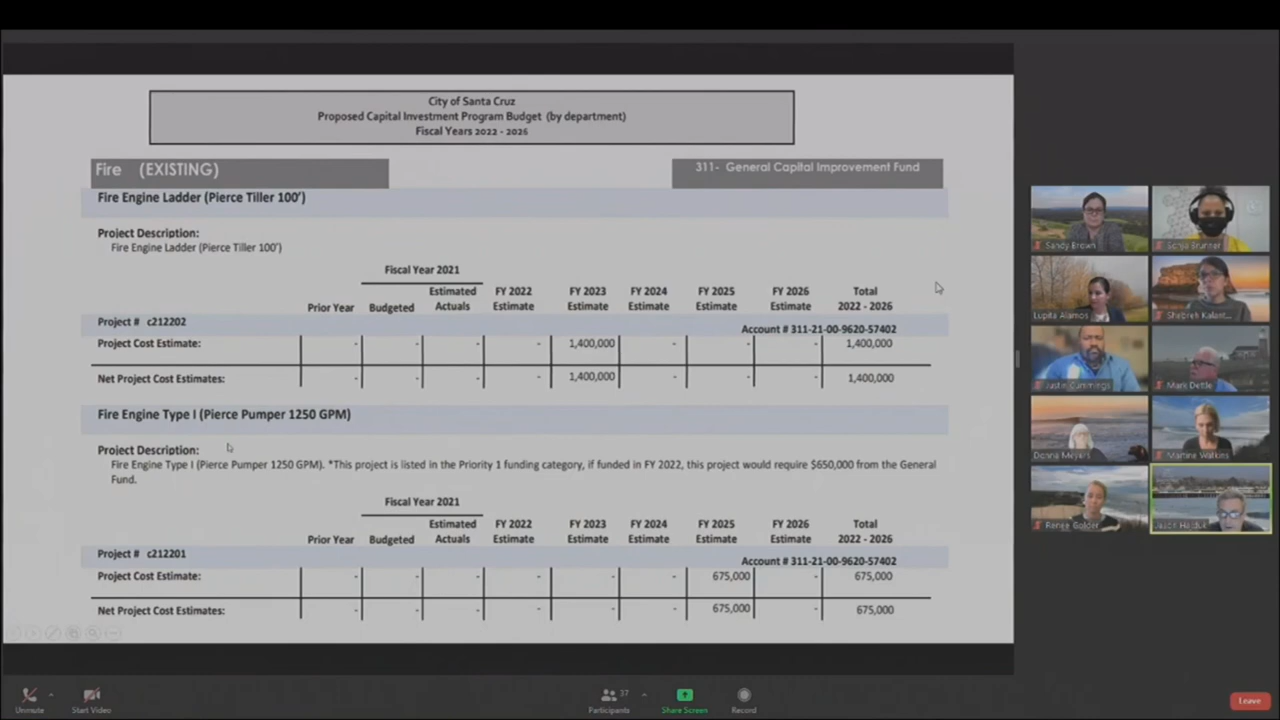 City of Santa Cruz
Proposed Capital Investment Program Budget (by department)
Fiscal Years 2022 - 2026
Fire (EXISTING)
311- General Capital Improvement Fund
Fire Engine Ladder (Pierce Tiller 100')
Project Description:
Fire Engine Ladder (Pierce Tiller 100')
Fiscal Year 2021
Prior Year Budgeted Estimated Actuals FY 2022 Estimate FY 2023 Estimate FY 2024 Estimate FY 2025 Estimate FY 2026 Estimate Total 2022 - 2026
Project # c212202
Account # 311-21-00-9620-57402
Project Cost Estimate: - - - - 1,400,000 - - - 1,400,000
Net Project Cost Estimates: - - - - 1,400,000 - - - 1,400,000
Fire Engine Type I (Pierce Pumper 1250 GPM)
Project Description:
Fire Engine Type I (Pierce Pumper 1250 GPM). *This project is listed in the Priority 1 funding category, if funded in FY 2022, this project would require $650,000 from the General
Fund.
Fiscal Year 2021
Prior Year Budgeted Estimated Actuals FY 2022 Estimate FY 2023 Estimate FY 2024 Estimate FY 2025 Estimate FY 2026 Estimate Total 2022 - 2026
Project # c212201
Account # 311-21-00-9620-57402
Project Cost Estimate: - - - - - - 675,000 - 675,000
Net Project Cost Estimates: - - - - - - 675,000 - 675,000
Sandy Brown
Sonja Brunner
Lupita Alamos
Shebreh Kalant...
Justin Cummings
Mark Dettle
Donna Meyers
Martine Watkins
Renee Golder
Jason Hajduk
Unmute
Start Video
37
Participants
Share Screen
Record
Leave